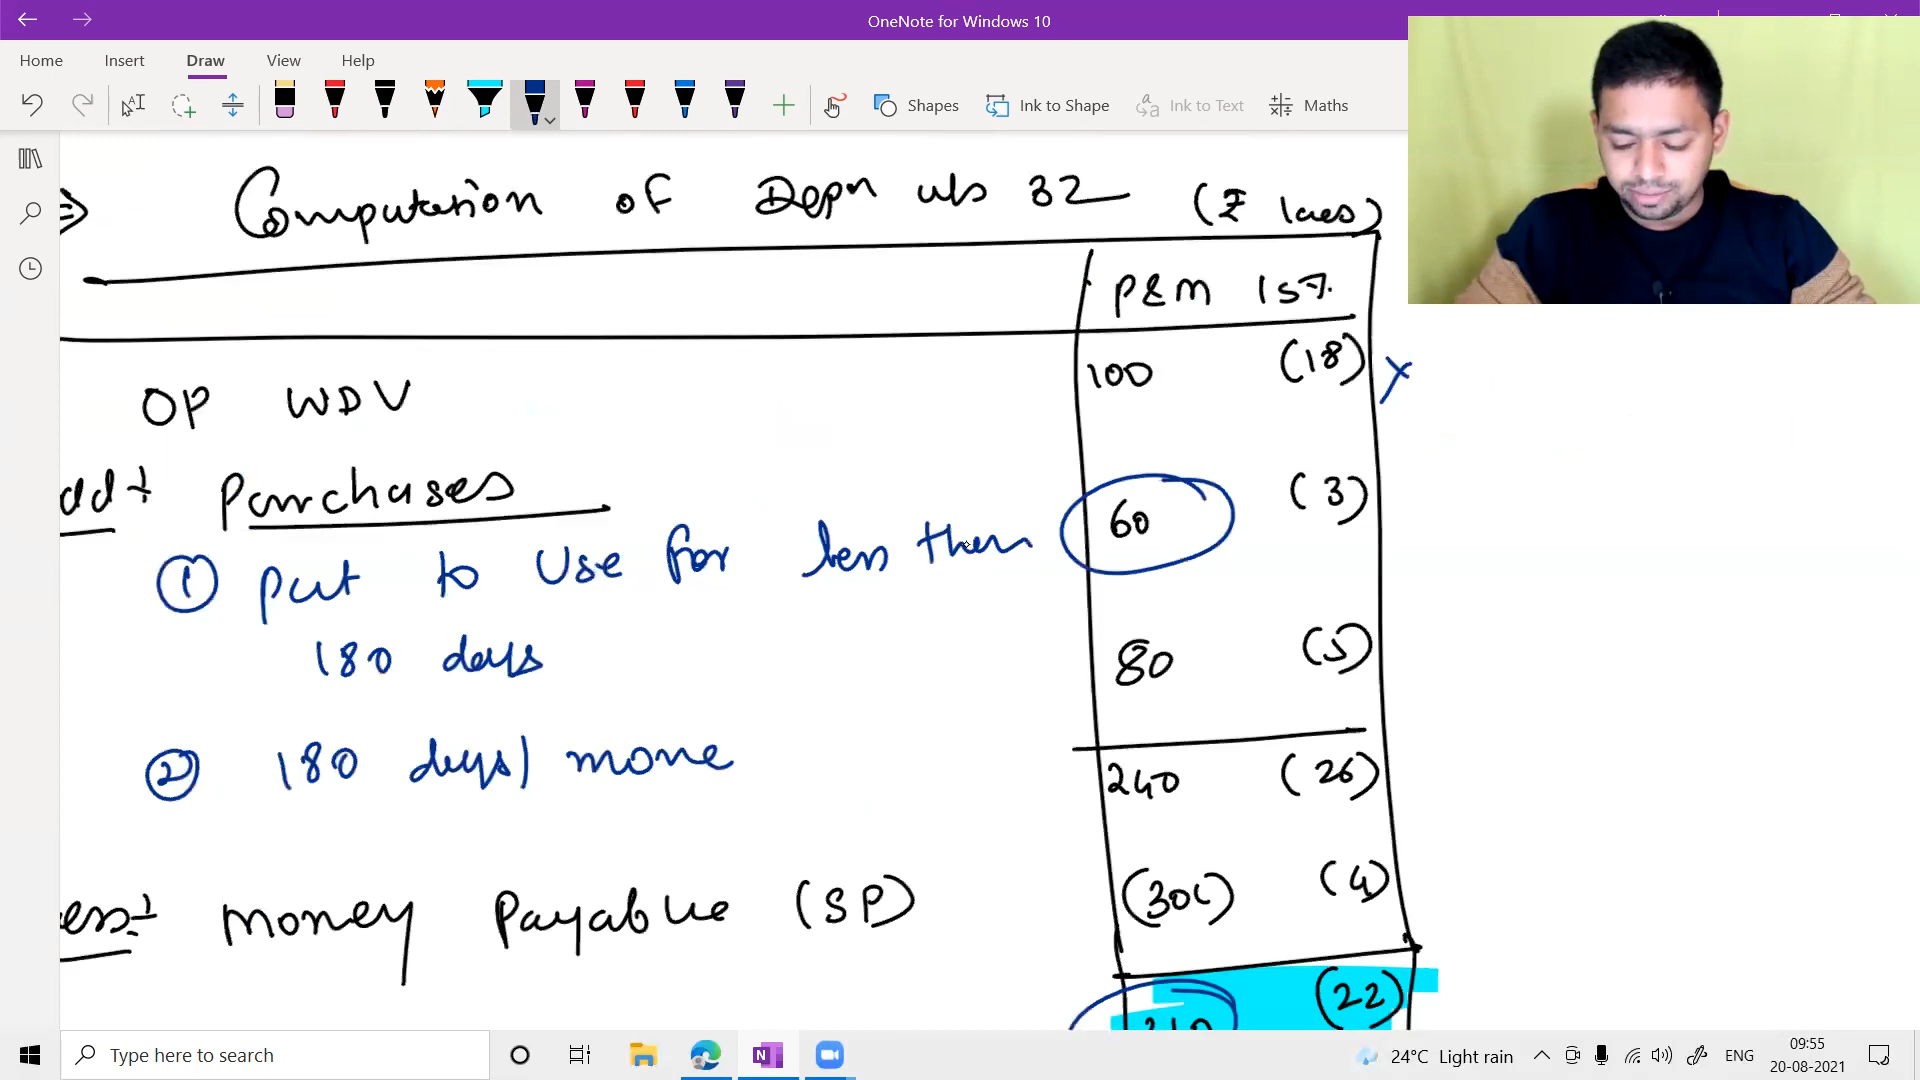 OneNote for Windows 10
Home Insert Draw View Help
Shapes Ink to Shape Ink to Text Maths
Computation of Depn u/s 32 (₹ lacs)
P&M 15%
OP WDV 100 (18) x
dd+ Purchases
① put to use for less than 60 (3)
180 days
② 180 days/ more 80 (5)
240 (26)
ess+ money payable (SP) (30) (4)
210 (22)
Type here to search
24°C Light rain ENG 09:55
20-08-2021